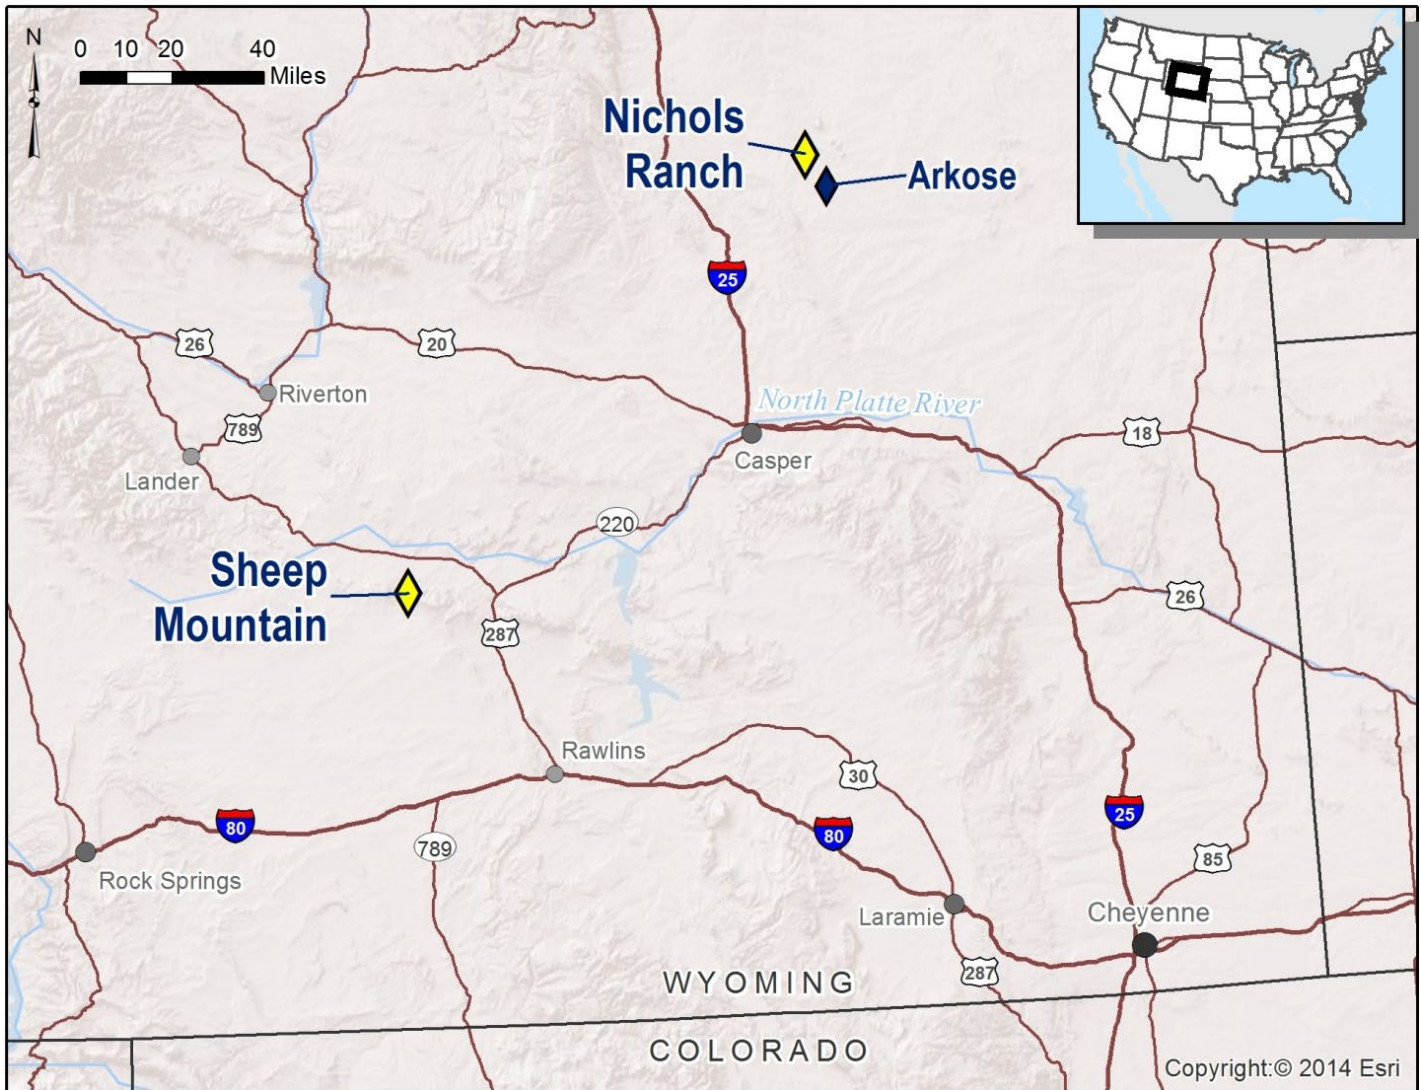 N
0 10 20 40
Miles
Nichols
Ranch
Arkose
25
26
20
Riverton
789
Lander
North Platte River
Casper
18
220
Sheep
Mountain
287
26
Rawlins
30
80
80
25
789
85
Rock Springs
Laramie
Cheyenne
287
WYOMING
COLORADO
Copyright:© 2014 Esri